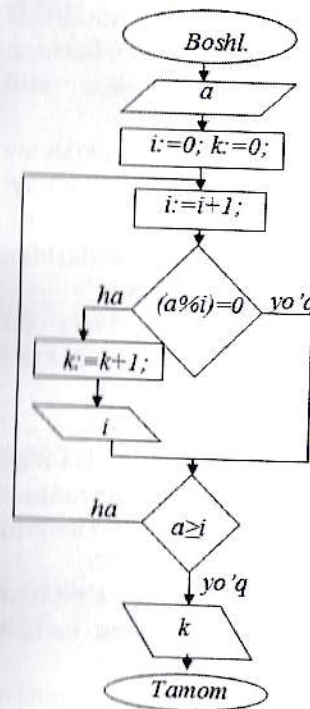 Boshl.
a
i:=0; k:=0;
i:=i+1;
ha
(a%i)=0
yo'q
k:=k+1;
i
ha
a≥i
yo'q
k
Tamom